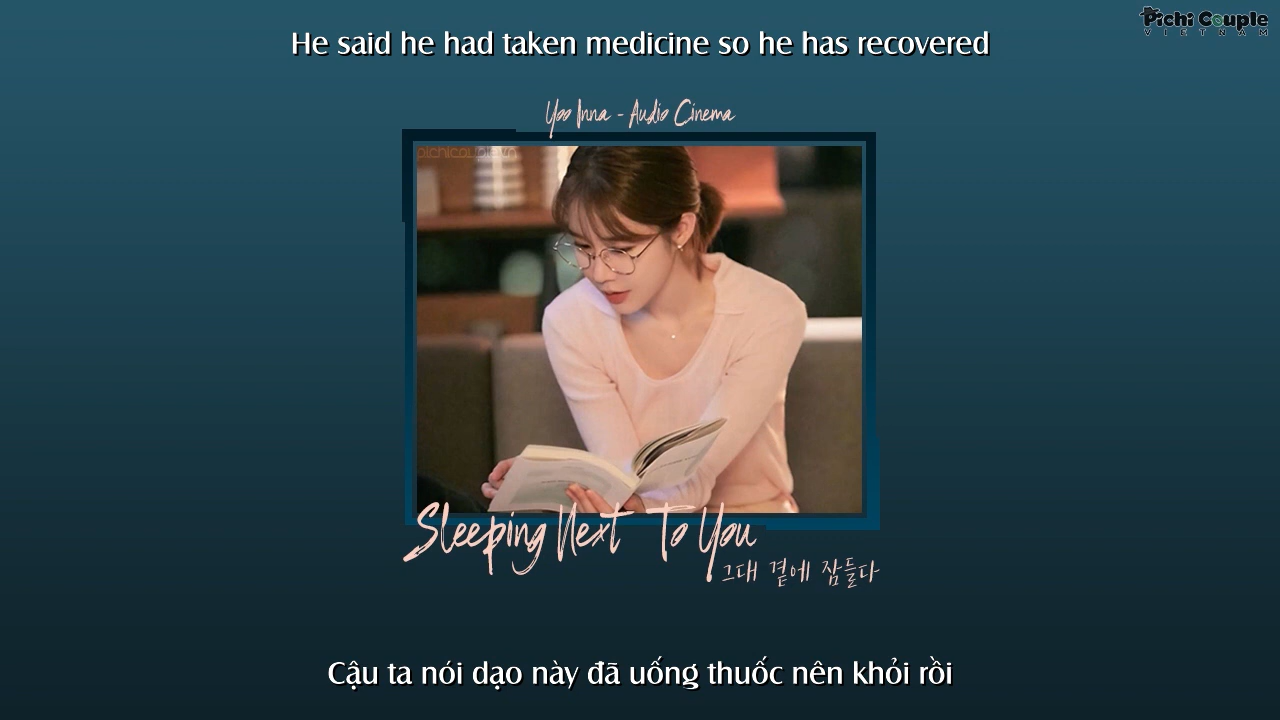 He said he had taken medicine so he has recovered
Pichi Couple
VIETNAM
Yoo Inna - Audio Cinema
pichicouplevn
Sleeping Next To You
그대 곁에 잠들다
Cậu ta nói dạo này đã uống thuốc nên khỏi rồi